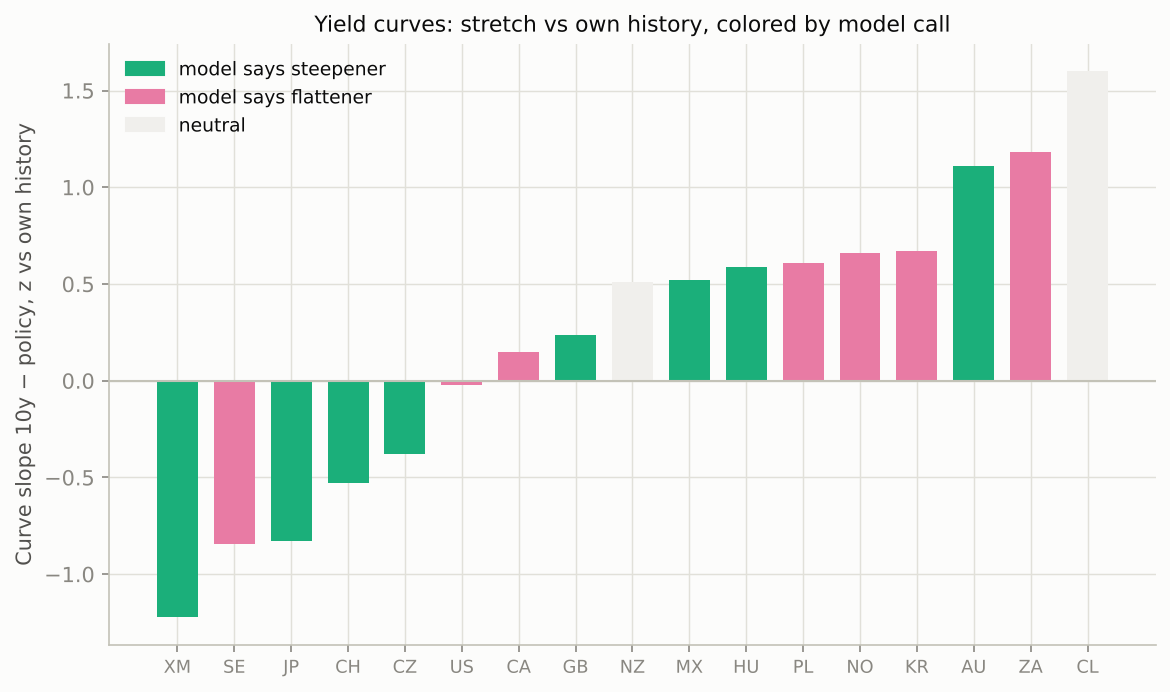 Yield curves: stretch vs own history, colored by model call
model says steepener
model says flattener
neutral
Curve slope 10y − policy, z vs own history
1.5
1.0
0.5
0.0
−0.5
−1.0
XM SE JP CH CZ US CA GB NZ MX HU PL NO KR AU ZA CL